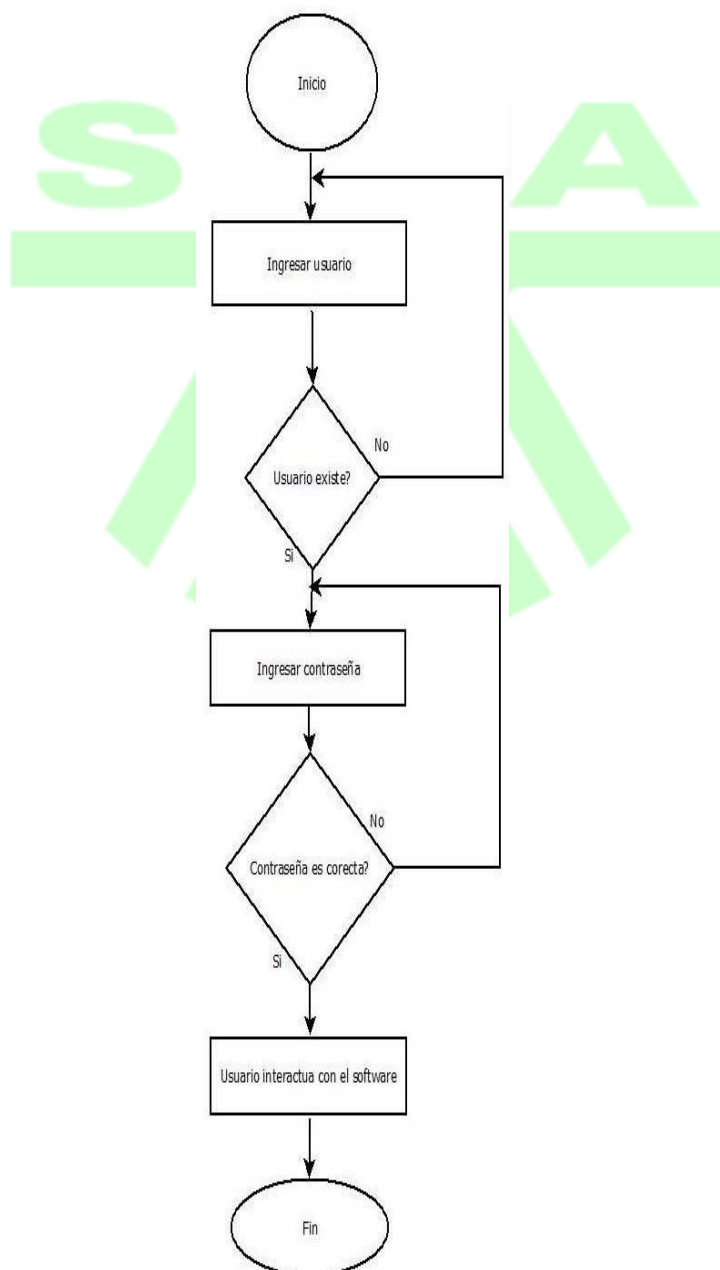 Inicio
S A
Ingresar usuario
No
Usuario existe?
Si
Ingresar contraseña
No
Contraseña es corecta?
Si
Usuario interactua con el software
Fin